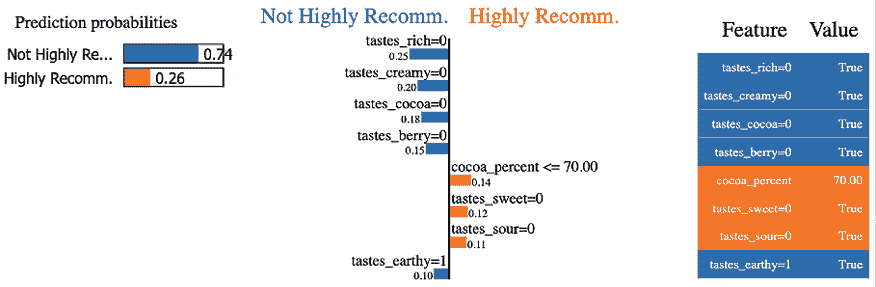 Prediction probabilities
Not Highly Re...
0.74
Highly Recomm.
0.26
Not Highly Recomm.
Highly Recomm.
tastes_rich=0
0.25
tastes_creamy=0
0.20
tastes_cocoa=0
0.18
tastes_berry=0
0.15
cocoa_percent <= 70.00
0.14
tastes_sweet=0
0.12
tastes_sour=0
0.11
tastes_earthy=1
0.10
Feature Value
tastes_rich=0 True
tastes_creamy=0 True
tastes_cocoa=0 True
tastes_berry=0 True
cocoa_percent 70.00
tastes_sweet=0 True
tastes_sour=0 True
tastes_earthy=1 True